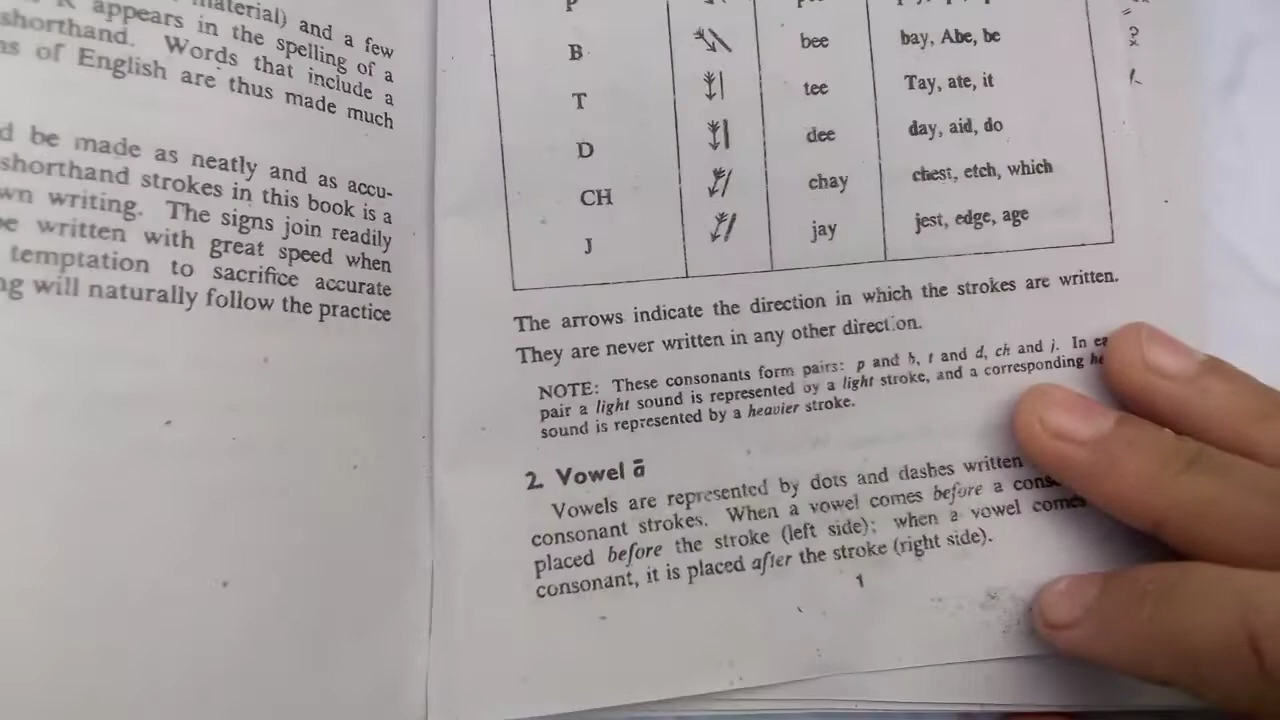 material) and a few
appears in the spelling of a
shorthand. Words that include a
of English are thus made much
be made as neatly and as accu-
shorthand strokes in this book is a
writing. The signs join readily
written with great speed when
temptation to sacrifice accurate
will naturally follow the practice
P
B bee bay, Abe, be
T tee Tay, ate, it
D dee day, aid, do
CH chay chest, etch, which
J jay jest, edge, age
The arrows indicate the direction in which the strokes are written.
They are never written in any other direction.
NOTE: These consonants form pairs: p and b, t and d, ch and j. In
pair a light sound is represented by a light stroke, and a corresponding
sound is represented by a heavier stroke.
2. Vowel ā
Vowels are represented by dots and dashes written
consonant strokes. When a vowel comes before a
placed before the stroke (left side); when a vowel comes
consonant, it is placed after the stroke (right side).
1